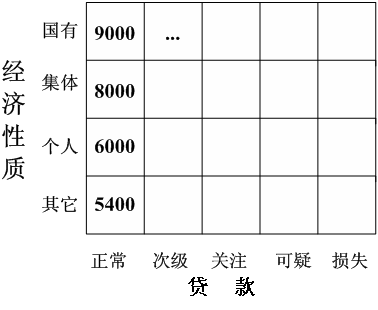 国有 9000 ...
集体 8000
个人 6000
其它 5400
经济性质
正常 次级 关注 可疑 损失
贷 款